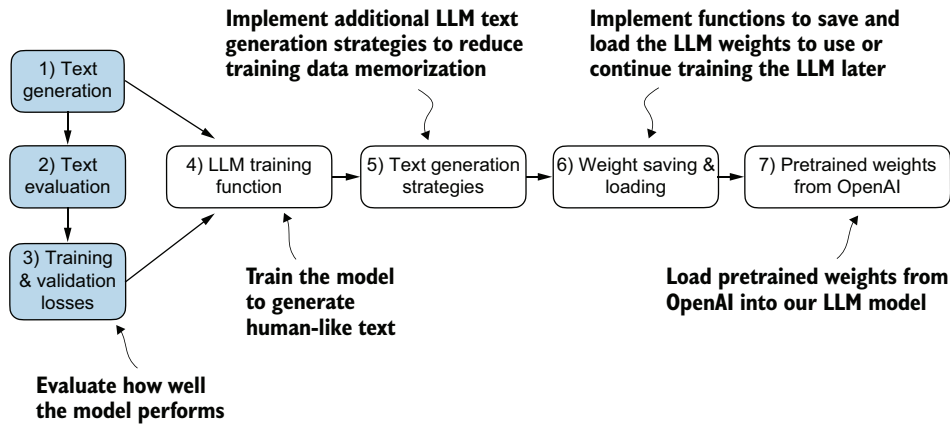 Implement additional LLM text
generation strategies to reduce
training data memorization
Implement functions to save and
load the LLM weights to use or
continue training the LLM later
1) Text
generation
2) Text
evaluation
3) Training
& validation
losses
4) LLM training
function
5) Text generation
strategies
6) Weight saving &
loading
7) Pretrained weights
from OpenAI
Train the model
to generate
human-like text
Load pretrained weights from
OpenAI into our LLM model
Evaluate how well
the model performs